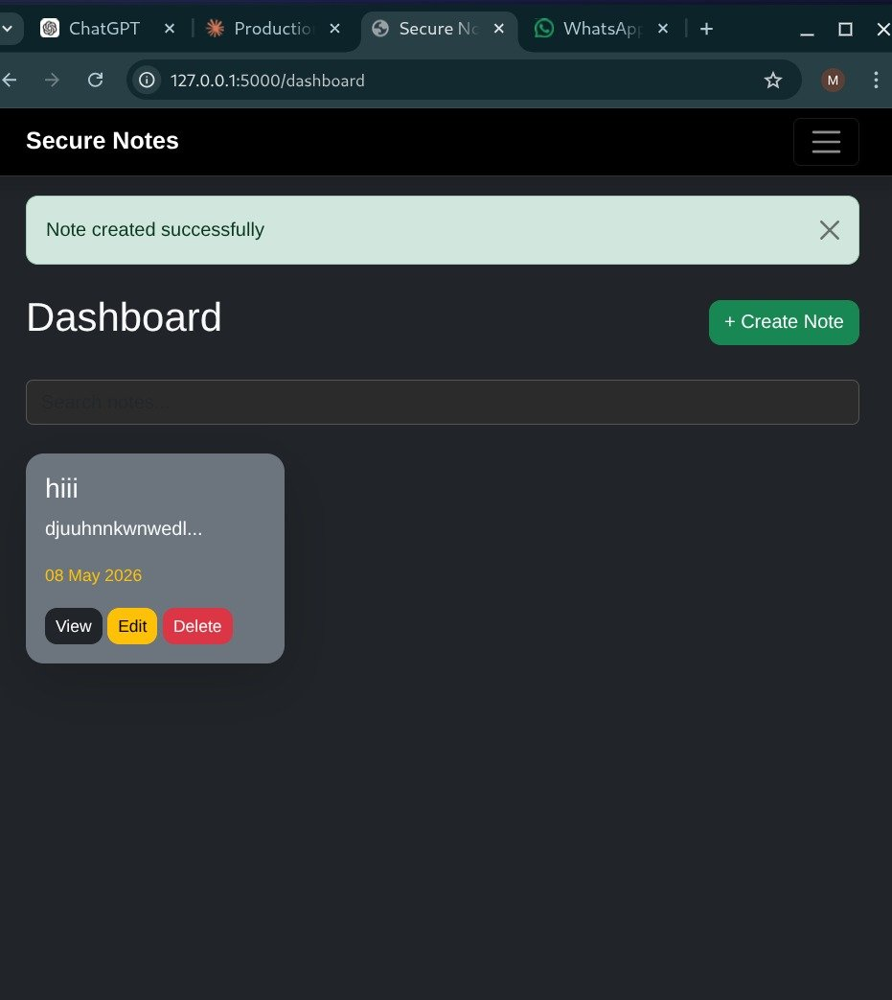 ChatGPT
Productio
Secure No
WhatsApp
127.0.0.1:5000/dashboard
M
Secure Notes
Note created successfully
Dashboard
+ Create Note
Search notes...
hiii
djuuhnnkwnwedl...
08 May 2026
View Edit Delete